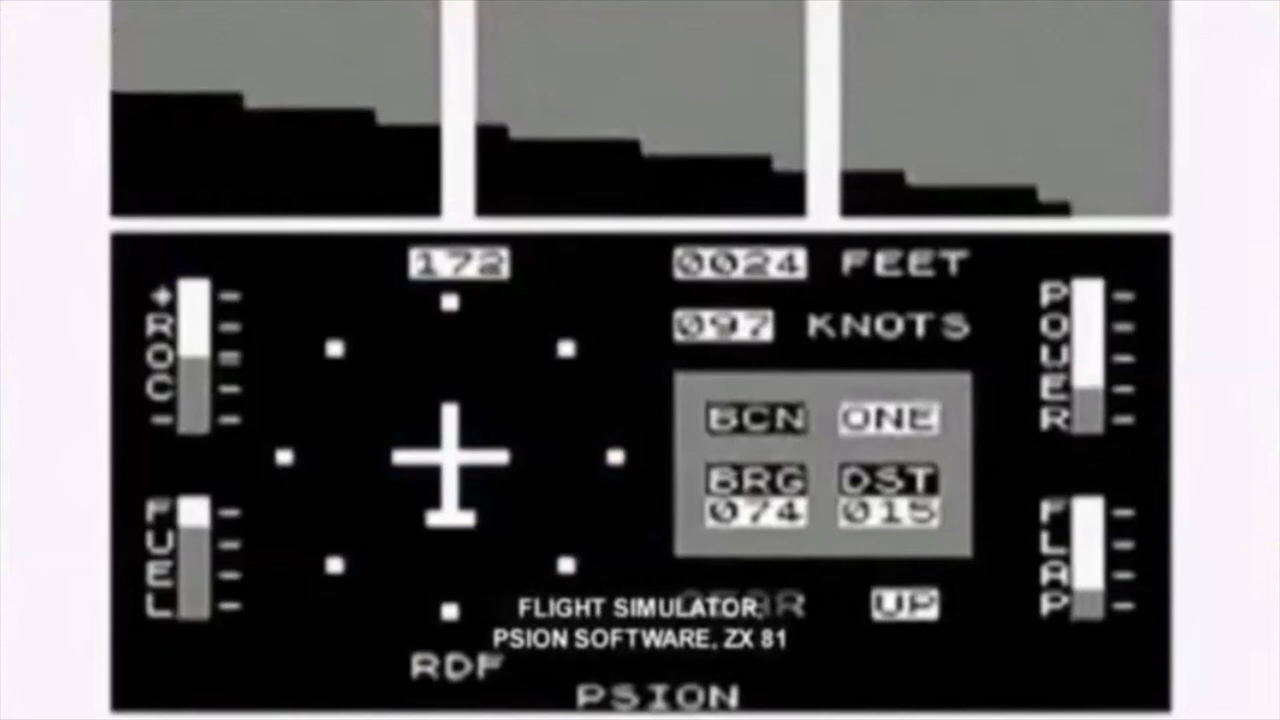 172
0024 FEET
+ROC-
097 KNOTS
POWER
BCN ONE
BRG DST
074 015
FUEL
FLAP
GEAR UP
FLIGHT SIMULATOR,
PSION SOFTWARE, ZX 81
RDF
PSION